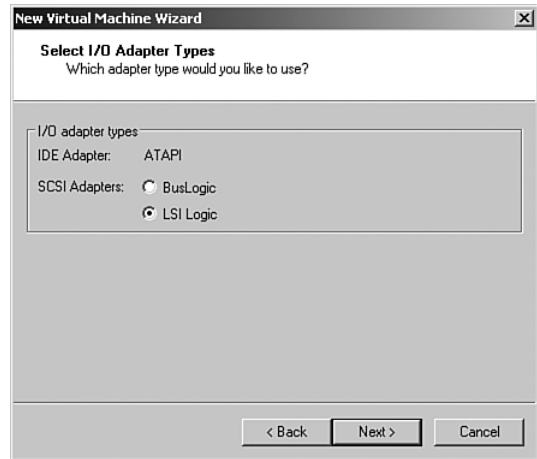 New Virtual Machine Wizard
Select I/O Adapter Types
Which adapter type would you like to use?
I/O adapter types
IDE Adapter: ATAPI
SCSI Adapters: BusLogic
LSI Logic
< Back Next > Cancel